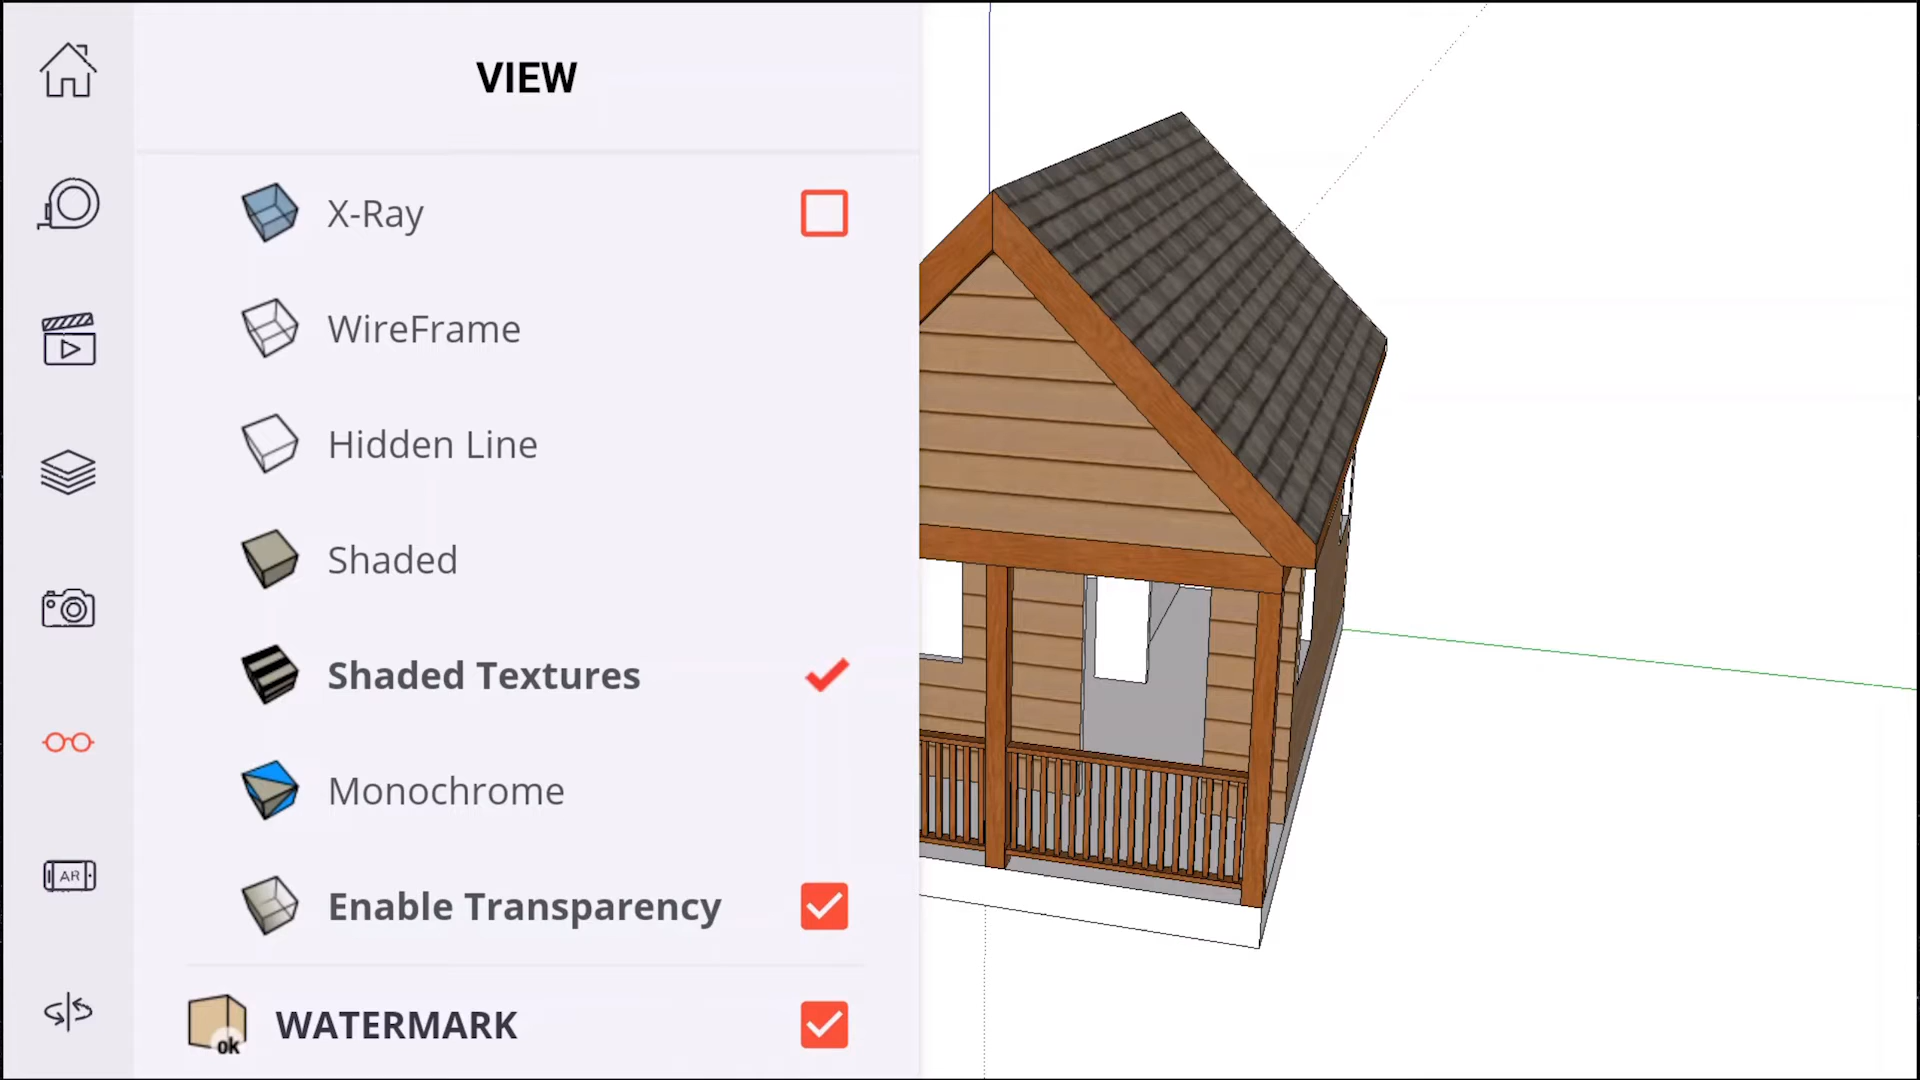 VIEW
X-Ray
WireFrame
Hidden Line
Shaded
Shaded Textures
Monochrome
AR
Enable Transparency
WATERMARK
ok